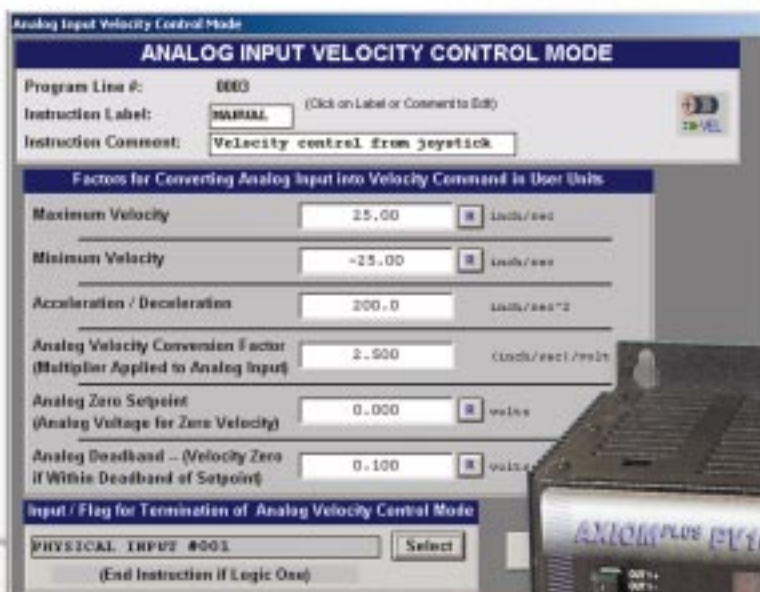 Analog Input Velocity Control Mode
ANALOG INPUT VELOCITY CONTROL MODE
Program Line #: 0003
Instruction Label: MANUAL (Click on Label or Comment to Edit)
Instruction Comment: Velocity control from joystick
VEL
Factors for Converting Analog Input into Velocity Command in User Units
Maximum Velocity 25.00 R inch/sec
Minimum Velocity -25.00 R inch/sec
Acceleration / Deceleration 200.0 inch/sec^2
Analog Velocity Conversion Factor
(Multiplier Applied to Analog Input) 2.500 (inch/sec)/volt
Analog Zero Setpoint
(Analog Voltage for Zero Velocity) 0.000 R volts
Analog Deadband -- (Velocity Zero
if Within Deadband of Setpoint) 0.100 R volts
Input / Flag for Termination of Analog Velocity Control Mode
PHYSICAL INPUT #001 Select
(End Instruction if Logic One)
AXIOM PLUS PV1
OUT1+
OUT1-